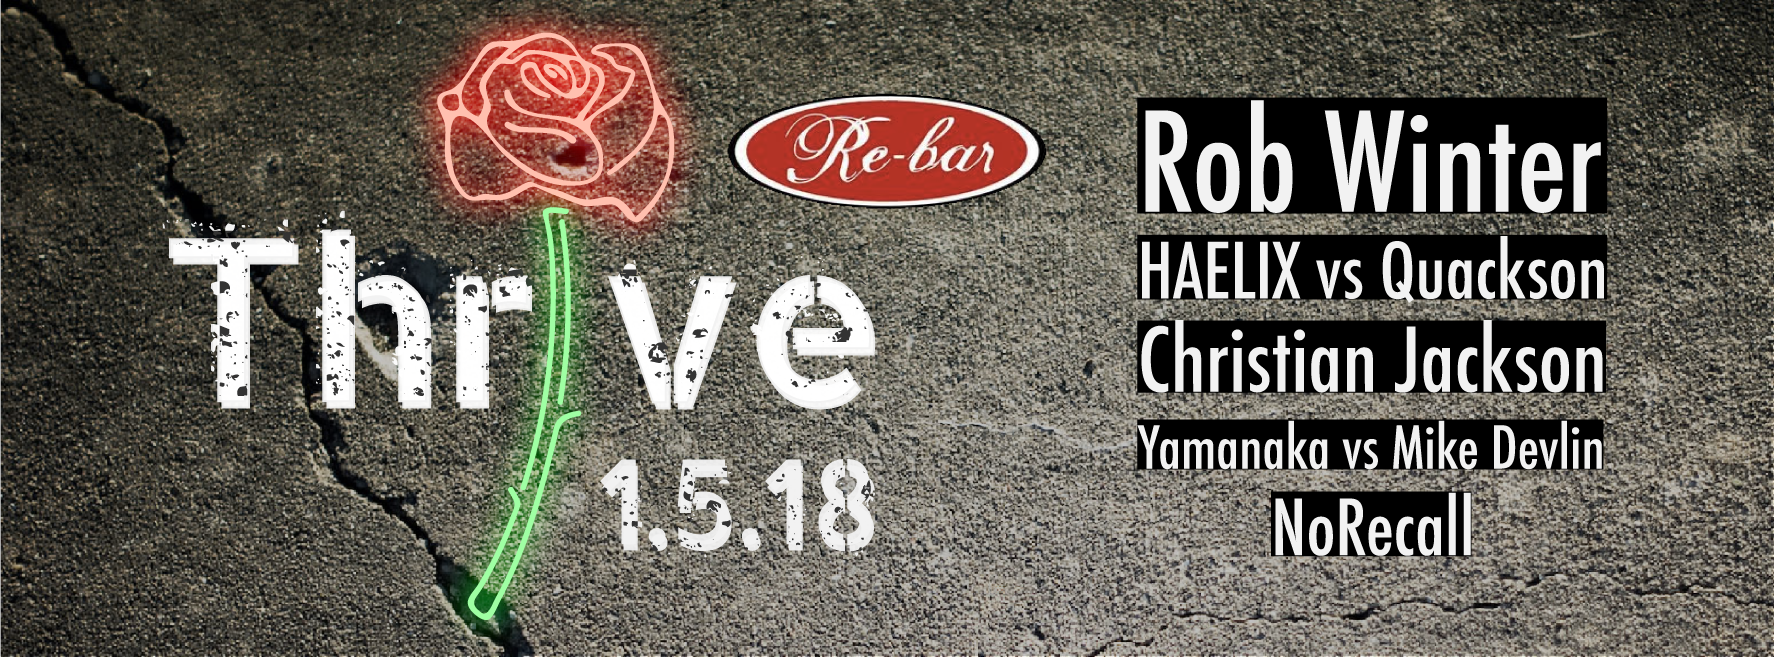 Thrive
1.5.18
Re-bar
Rob Winter
HAELIX vs Quackson
Christian Jackson
Yamanaka vs Mike Devlin
NoRecall